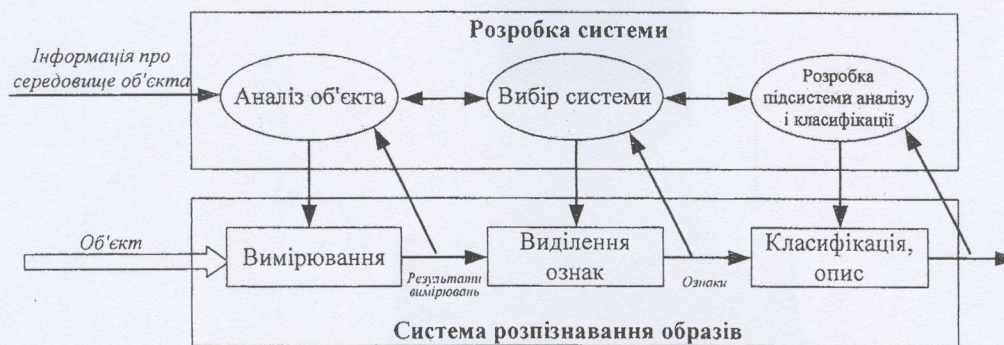 Розробка системи
Інформація про
середовище об'єкта
Аналіз об'єкта
Вибір системи
Розробка
підсистеми аналізу
і класифікації
Об'єкт
Вимірювання
Результати
вимірювань
Виділення
ознак
Ознаки
Класифікація,
опис
Система розпізнавання образів